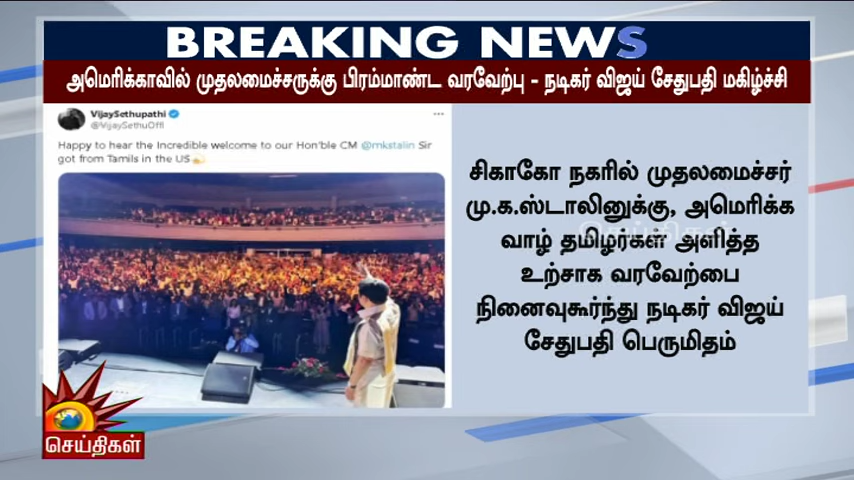 BREAKING NEWS
அமெரிக்காவில் முதலமைச்சருக்கு பிரம்மாண்ட வரவேற்பு - நடிகர் விஜய் சேதுபதி மகிழ்ச்சி
VijaySethupathi
@VijaySethuOffl
Happy to hear the Incredible welcome to our Hon'ble CM @mkstalin Sir
got from Tamils in the US
சிகாகோ நகரில் முதலமைச்சர்
மு.க.ஸ்டாலினுக்கு, அமெரிக்க
வாழ் தமிழர்கள் அளித்த
உற்சாக வரவேற்பை
நினைவுகூர்ந்து நடிகர் விஜய்
சேதுபதி பெருமிதம்
செய்திகள்
செய்திகள்